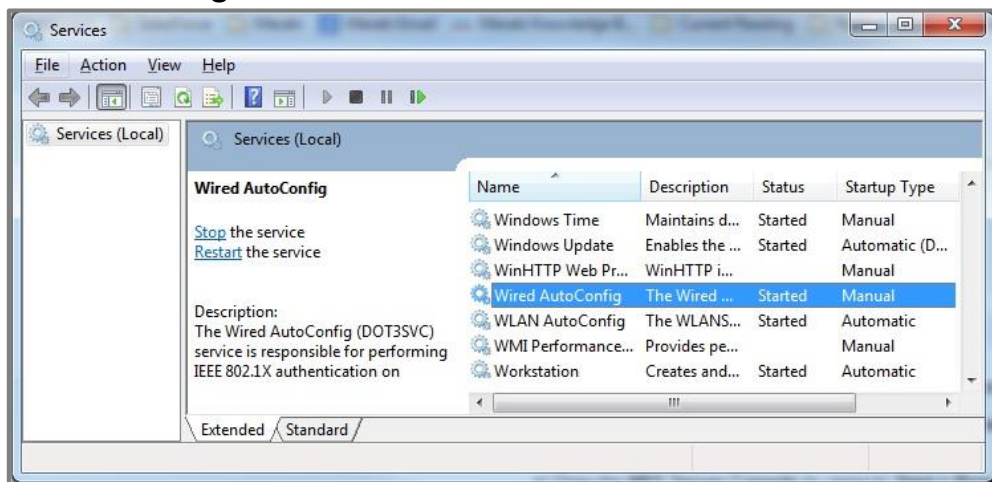 Services
File Action View Help
Services (Local)
Services (Local)
Wired AutoConfig
Stop the service
Restart the service
Description:
The Wired AutoConfig (DOT3SVC)
service is responsible for performing
IEEE 802.1X authentication on
Name Description Status Startup Type
Windows Time Maintains d... Started Manual
Windows Update Enables the ... Started Automatic (D...
WinHTTP Web Pr... WinHTTP i... Manual
Wired AutoConfig The Wired ... Started Manual
WLAN AutoConfig The WLANS... Started Automatic
WMI Performance... Provides pe... Manual
Workstation Creates and... Started Automatic
Extended Standard